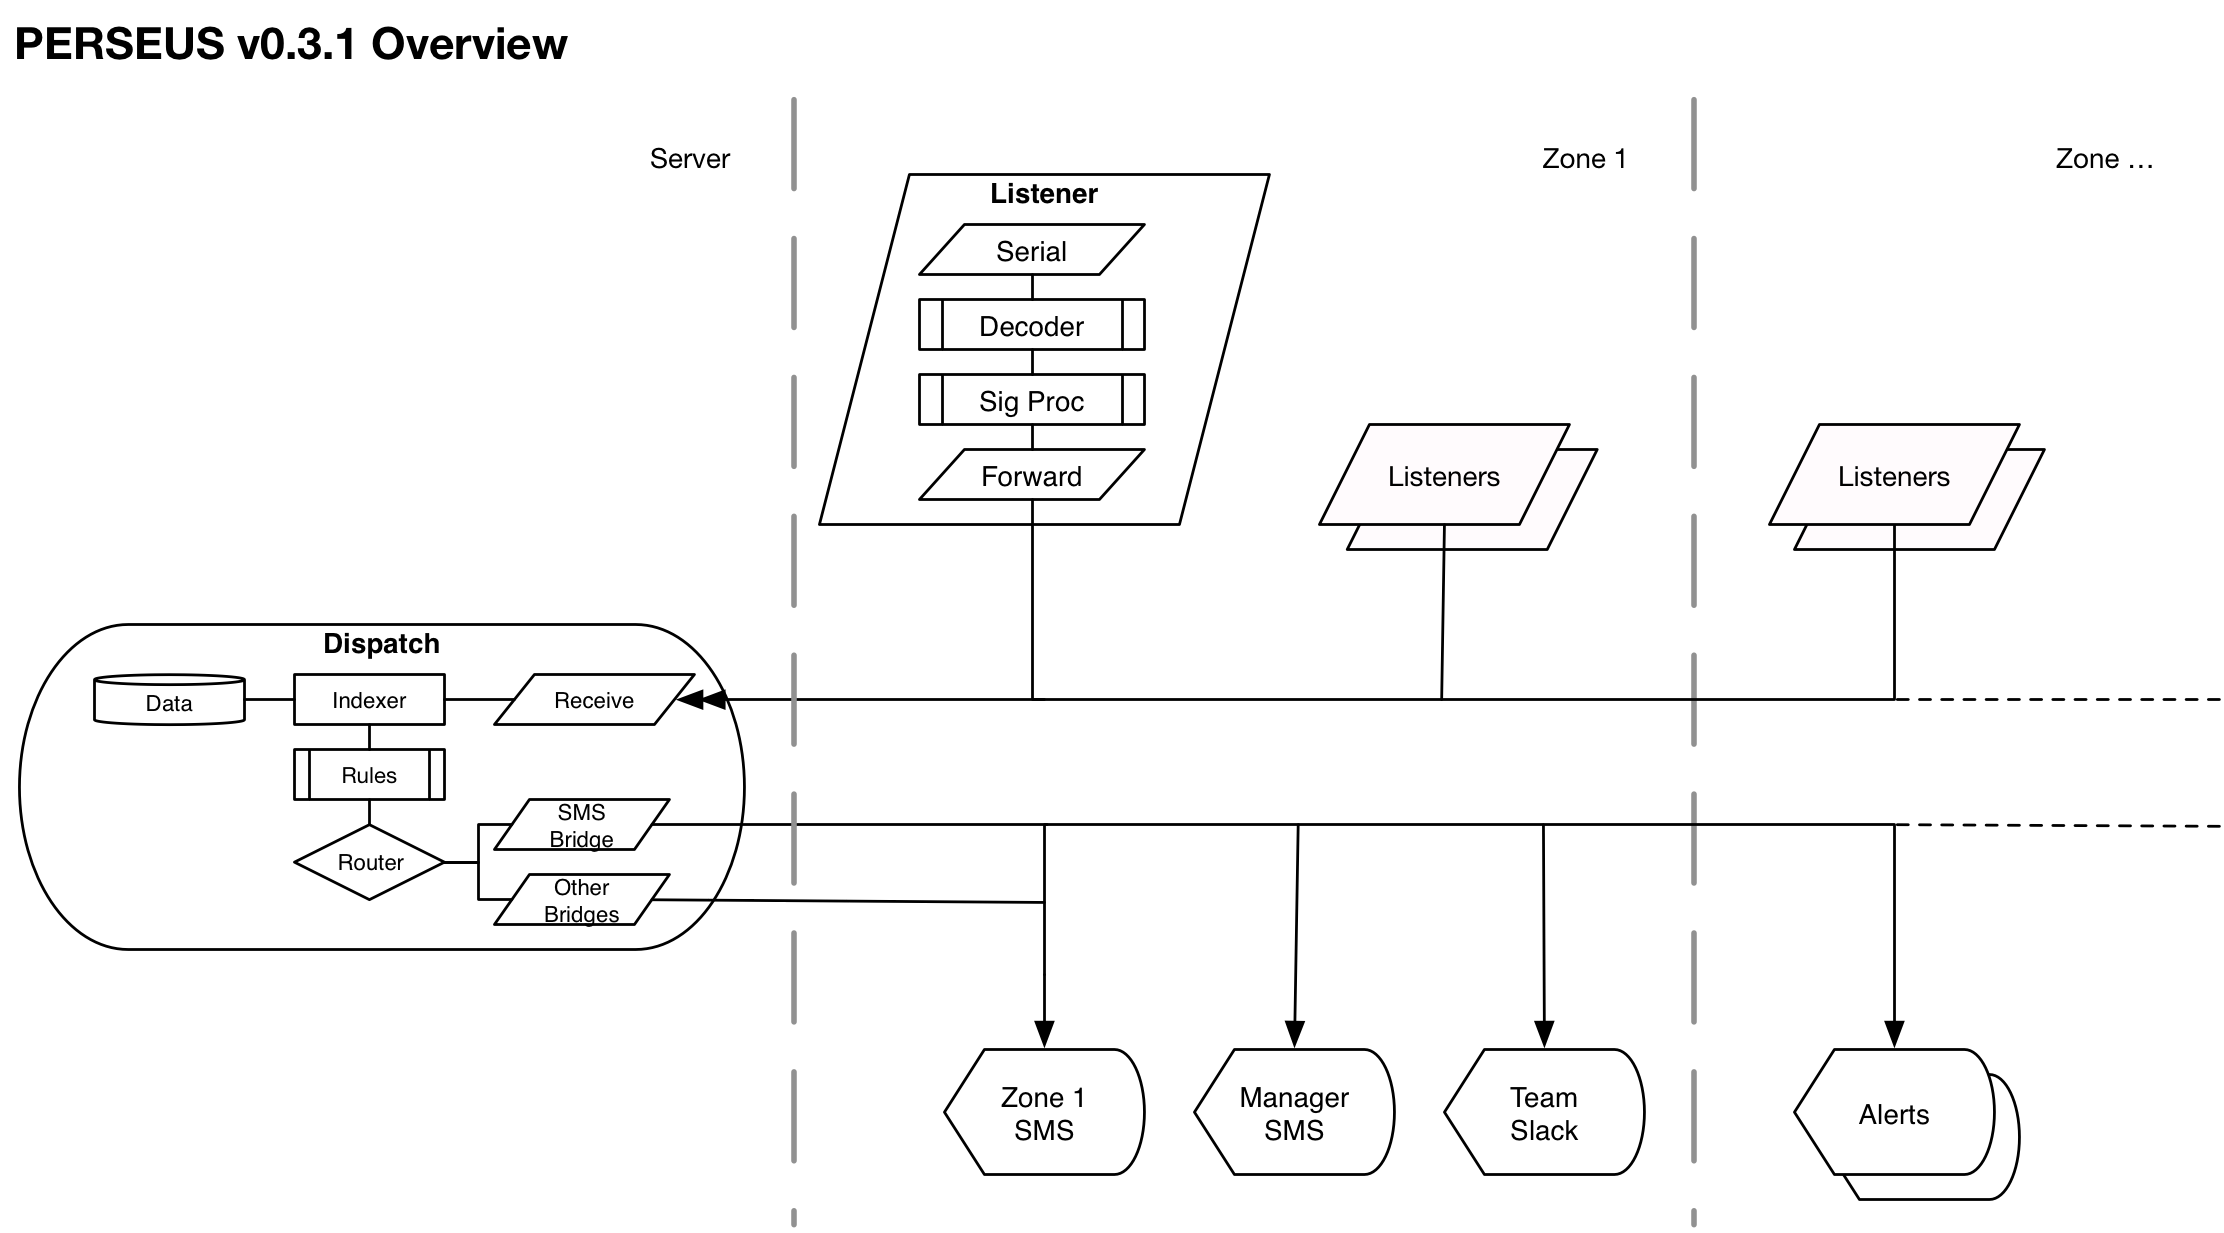 PERSEUS v0.3.1 Overview
Server
Zone 1
Zone …
Listener
Serial
Decoder
Sig Proc
Forward
Listeners
Listeners
Dispatch
Data
Indexer
Receive
Rules
SMS
Bridge
Router
Other
Bridges
Zone 1
SMS
Manager
SMS
Team
Slack
Alerts